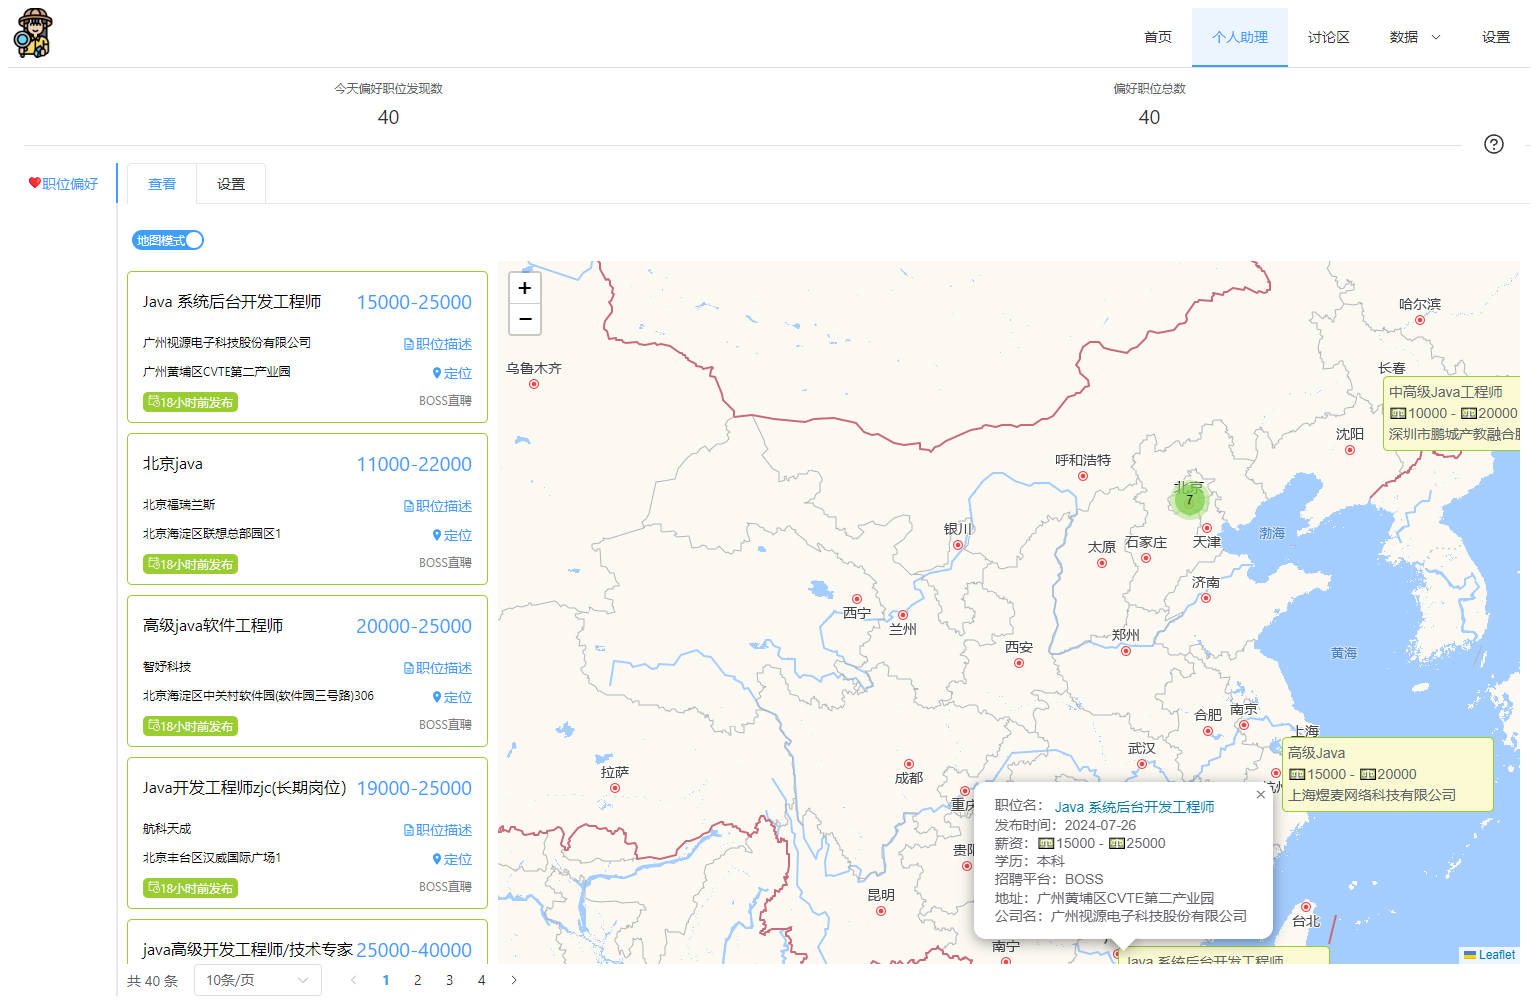 首页
个人助理
讨论区
数据
设置
今天偏好职位发现数
40
偏好职位总数
40
职位偏好
查看
设置
地图模式
Java 系统后台开发工程师 15000-25000
广州视源电子科技股份有限公司 职位描述
广州黄埔区CVTE第二产业园 定位
18小时前发布 BOSS直聘
北京java 11000-22000
北京福瑞兰斯 职位描述
北京海淀区联想总部园区1 定位
18小时前发布 BOSS直聘
高级java软件工程师 20000-25000
智妤科技 职位描述
北京海淀区中关村软件园(软件园三号路)306 定位
18小时前发布 BOSS直聘
Java开发工程师zjc(长期岗位) 19000-25000
航科天成 职位描述
北京丰台区汉威国际广场1 定位
18小时前发布 BOSS直聘
java高级开发工程师/技术专家 25000-40000
共 40 条
10条/页
1 2 3 4
+
−
哈尔滨
乌鲁木齐
长春
中高级Java工程师
10000 - 20000
深圳市鹏城产教融合
沈阳
呼和浩特
北京
7
银川
渤海
太原
石家庄
天津
济南
西宁
兰州
郑州
西安
黄海
合肥
南京
上海
武汉
高级Java
15000 - 20000
上海煜麦网络科技有限公司
拉萨
成都
重庆
杭州
职位名： Java 系统后台开发工程师
×
发布时间：2024-07-26
薪资：15000 - 25000
学历：本科
招聘平台：BOSS
地址：广州黄埔区CVTE第二产业园
公司名：广州视源电子科技股份有限公司
贵阳
昆明
台北
南宁
Java 系统后台开发工程师
Leaflet